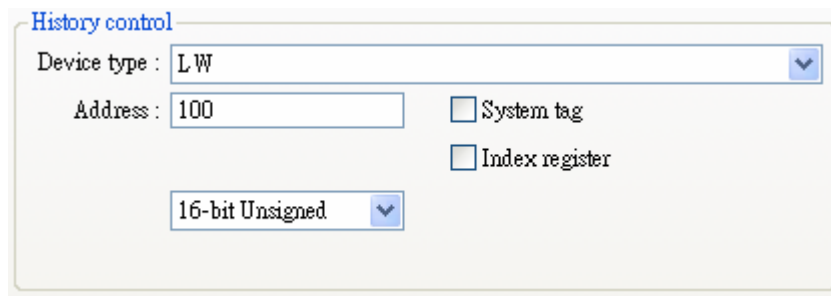 History control
Device type : LW
Address : 100 System tag
Index register
16-bit Unsigned